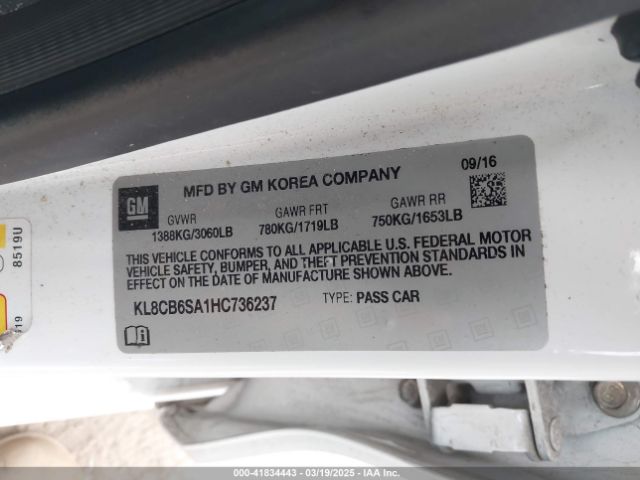 MFD BY GM KOREA COMPANY
09/16
GM
GVWR
1388KG/3060LB
GAWR FRT
780KG/1719LB
GAWR RR
750KG/1653LB
THIS VEHICLE CONFORMS TO ALL APPLICABLE U.S. FEDERAL MOTOR
VEHICLE SAFETY, BUMPER, AND THEFT PREVENTION STANDARDS IN
EFFECT ON THE DATE OF MANUFACTURE SHOWN ABOVE.
KL8CB6SA1HC736237
TYPE: PASS CAR
8519U
000-41834443 — 03/19/2025 — IAA Inc.